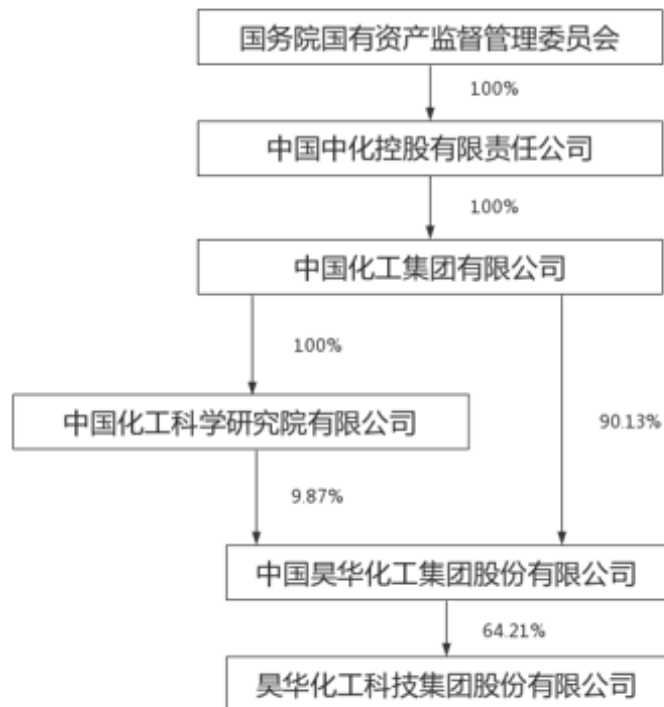 国务院国有资产监督管理委员会
100%
中国中化控股有限责任公司
100%
中国化工集团有限公司
100%
中国化工科学研究院有限公司
90.13%
9.87%
中国昊华化工集团股份有限公司
64.21%
昊华化工科技集团股份有限公司